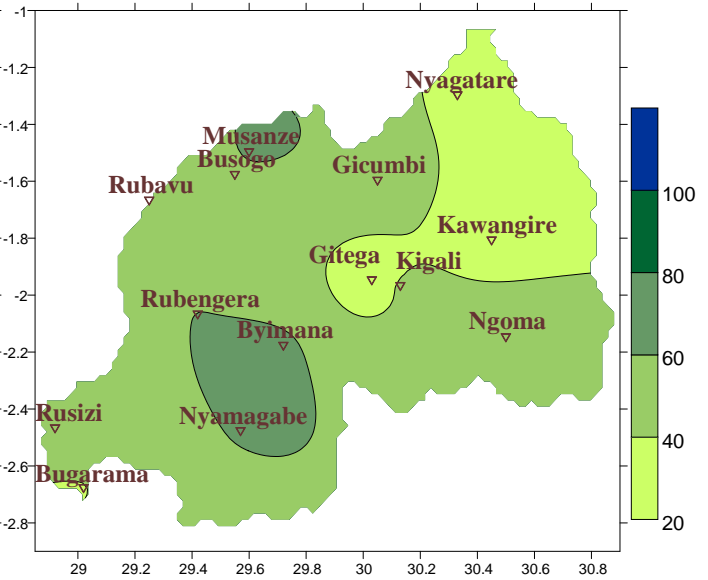 -1
Nyagatare
-1.2
100
-1.4
Musanze
Busogo
Gicumbi
-1.6
Rubavu
80
-1.8
Kawangire
Gitega
Kigali
-2
60
Rubengera
Ngoma
Byimana
-2.2
40
-2.4
Rusizi
Nyamagabe
Bugarama
-2.6
20
-2.8
29 29.2 29.4 29.6 29.8 30 30.2 30.4 30.6 30.8